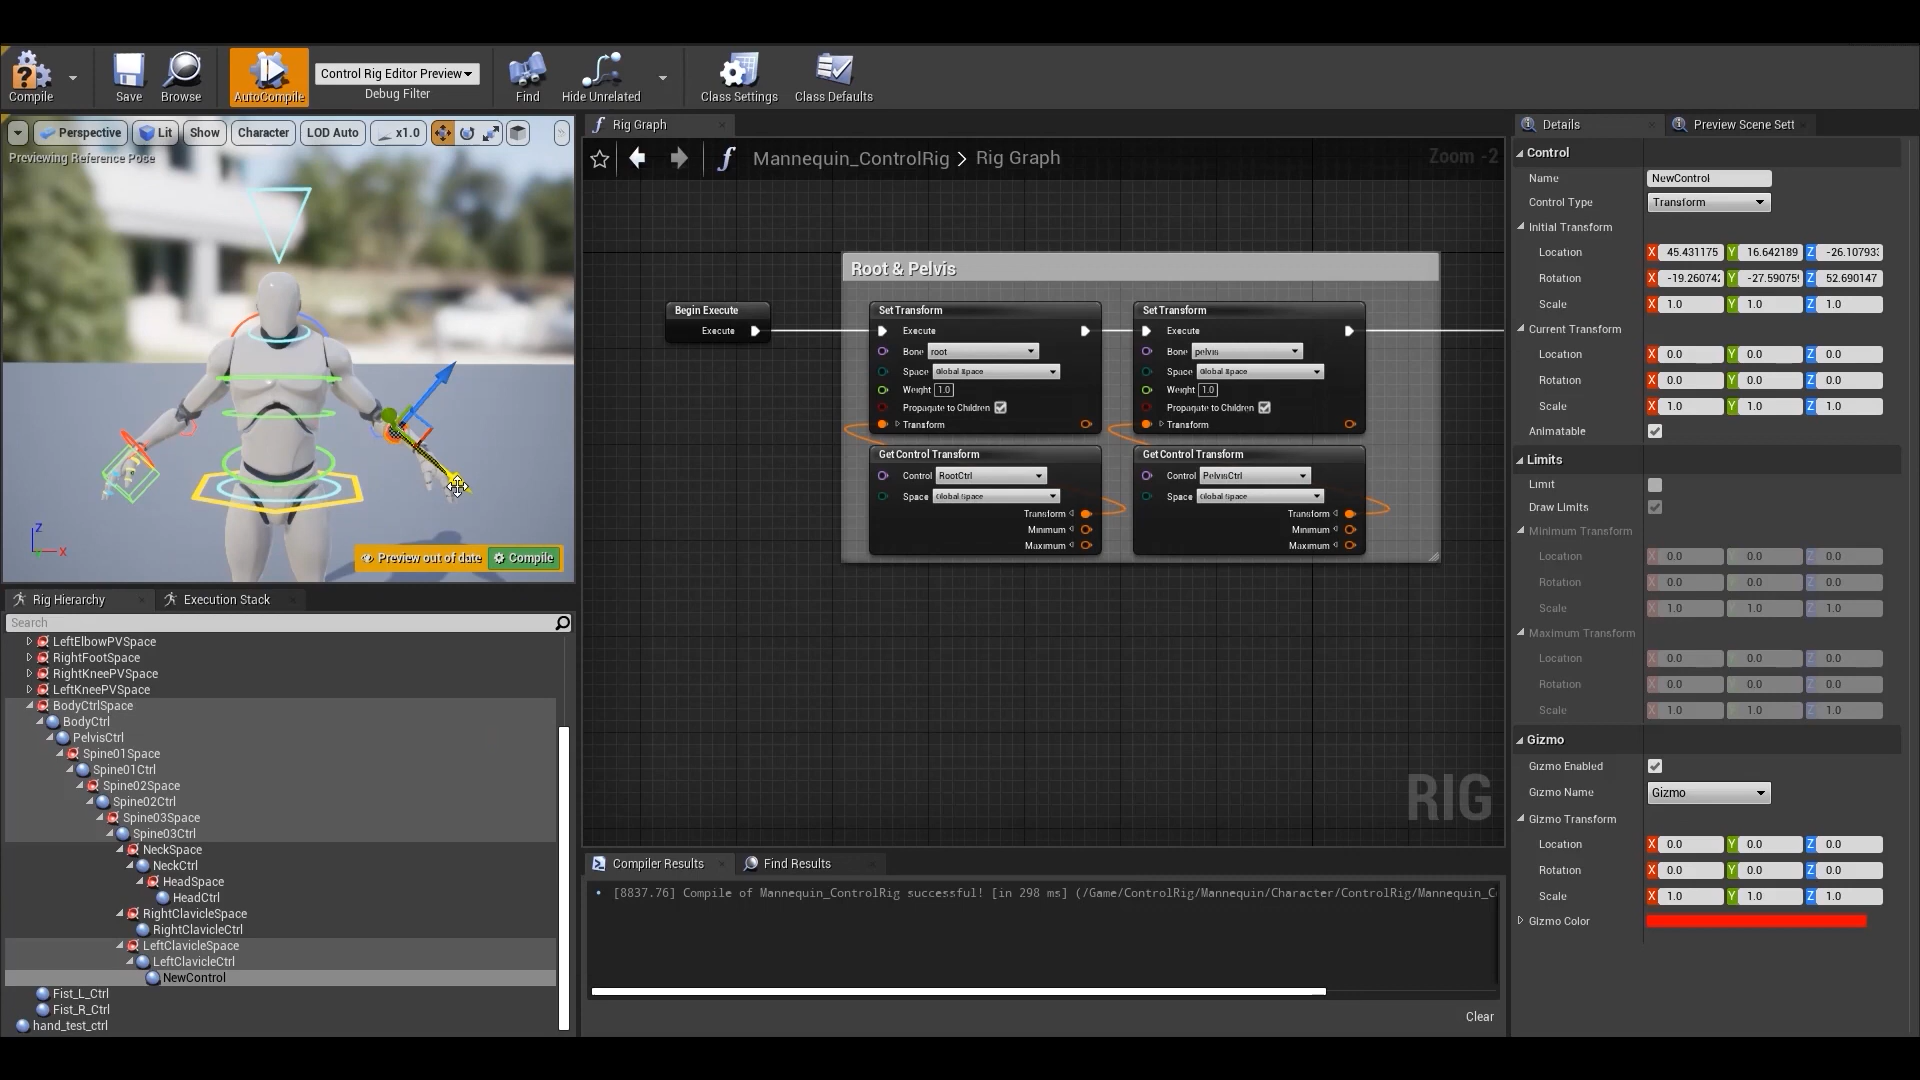 Compile
Save
Browse
AutoCompile
Control Rig Editor Preview
Debug Filter
Find
Hide Unrelated
Class Settings
Class Defaults
Perspective
Lit
Show
Character
LOD Auto
x1.0
Previewing Reference Pose
Z
X
Preview out of date
Compile
Rig Hierarchy
Execution Stack
Search
LeftElbowPVSpace
RightFootSpace
RightKneePVSpace
LeftKneePVSpace
BodyCtrlSpace
BodyCtrl
PelvisCtrl
Spine01Space
Spine01Ctrl
Spine02Space
Spine02Ctrl
Spine03Space
Spine03Ctrl
NeckSpace
NeckCtrl
HeadSpace
HeadCtrl
RightClavicleSpace
RightClavicleCtrl
LeftClavicleSpace
LeftClavicleCtrl
NewControl
Fist_L_Ctrl
Fist_R_Ctrl
hand_test_ctrl
Rig Graph
Mannequin_ControlRig > Rig Graph
Zoom -2
Root & Pelvis
Begin Execute
Execute
Set Transform
Execute
Bone root
Space Global Space
Weight 1.0
Propagate to Children
Transform
Get Control Transform
Control RootCtrl
Space Global Space
Transform
Minimum
Maximum
Set Transform
Execute
Bone pelvis
Space Global Space
Weight 1.0
Propagate to Children
Transform
Get Control Transform
Control PelvisCtrl
Space Global Space
Transform
Minimum
Maximum
RIG
Compiler Results
Find Results
[8837.76] Compile of Mannequin_ControlRig successful! [in 298 ms] (/Game/ControlRig/Mannequin/Character/ControlRig/Mannequin_C
Clear
Details
Preview Scene Sett
Control
Name NewControl
Control Type Transform
Initial Transform
Location X 45.431175 Y 16.642189 Z -26.107933
Rotation X -19.260742 Y -27.590759 Z 52.690147
Scale X 1.0 Y 1.0 Z 1.0
Current Transform
Location X 0.0 Y 0.0 Z 0.0
Rotation X 0.0 Y 0.0 Z 0.0
Scale X 1.0 Y 1.0 Z 1.0
Animatable
Limits
Limit
Draw Limits
Minimum Transform
Location X 0.0 Y 0.0 Z 0.0
Rotation X 0.0 Y 0.0 Z 0.0
Scale X 1.0 Y 1.0 Z 1.0
Maximum Transform
Location X 0.0 Y 0.0 Z 0.0
Rotation X 0.0 Y 0.0 Z 0.0
Scale X 1.0 Y 1.0 Z 1.0
Gizmo
Gizmo Enabled
Gizmo Name Gizmo
Gizmo Transform
Location X 0.0 Y 0.0 Z 0.0
Rotation X 0.0 Y 0.0 Z 0.0
Scale X 1.0 Y 1.0 Z 1.0
Gizmo Color